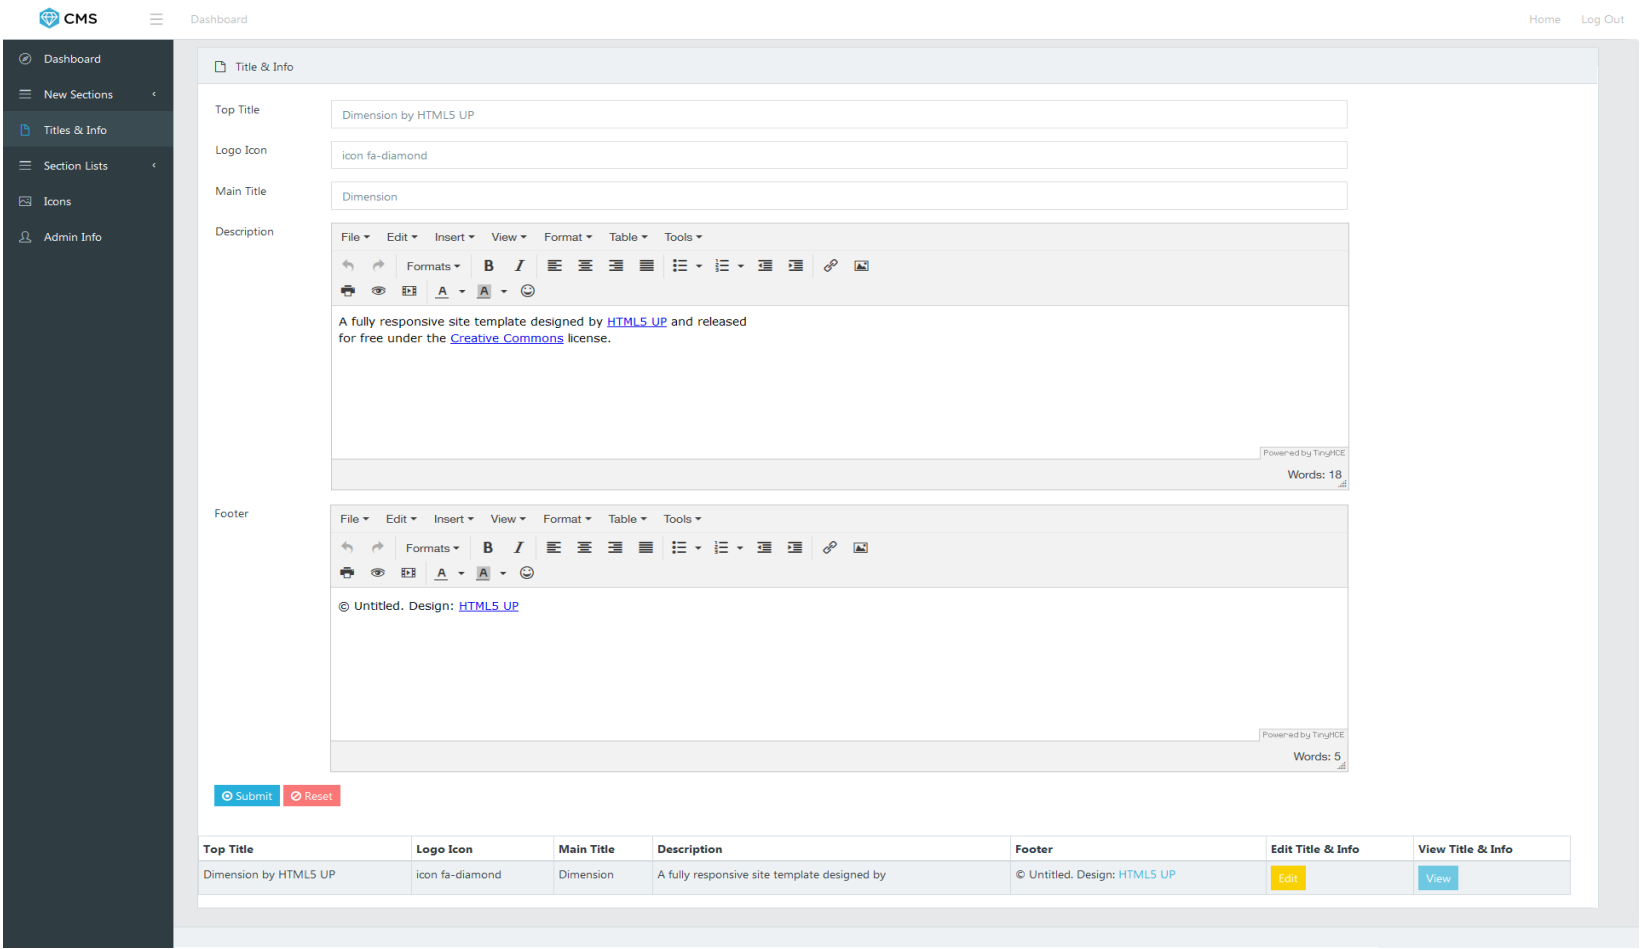 CMS
Dashboard
Home Log Out
Dashboard
New Sections
Titles & Info
Section Lists
Icons
Admin Info
Title & Info
Top Title
Dimension by HTML5 UP
Logo Icon
icon fa-diamond
Main Title
Dimension
Description
File Edit Insert View Format Table Tools
Formats B I
A A
A fully responsive site template designed by HTML5 UP and released
for free under the Creative Commons license.
Powered by TinyMCE
Words: 18
Footer
File Edit Insert View Format Table Tools
Formats B I
A A
© Untitled. Design: HTML5 UP
Powered by TinyMCE
Words: 5
Submit Reset
Top Title Logo Icon Main Title Description Footer Edit Title & Info View Title & Info
Dimension by HTML5 UP icon fa-diamond Dimension A fully responsive site template designed by © Untitled. Design: HTML5 UP Edit View